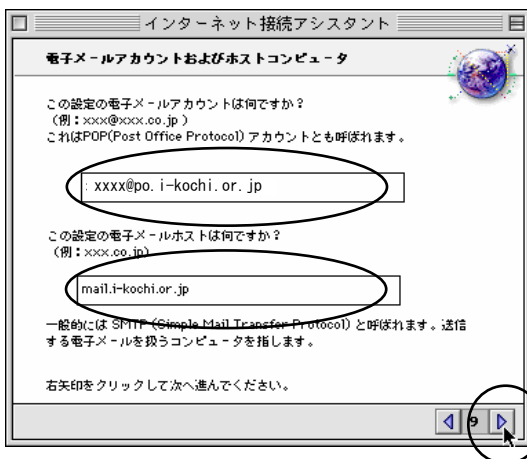 インターネット接続アシスタント
電子メールアカウントおよびホストコンピュータ
この設定の電子メールアカウントは何ですか？
（例：xxx@xxx.co.jp ）
これはPOP(Post Office Protocol) アカウントとも呼ばれます。
: xxxx@po.i-kochi.or.jp
この設定の電子メールホストは何ですか？
（例：xxx.co.jp)
mail.i-kochi.or.jp
一般的には SMTP (Simple Mail Transfer Protocol) と呼ばれます。送信
する電子メールを扱うコンピュータを指します。
右矢印をクリックして次へ進んでください。
9